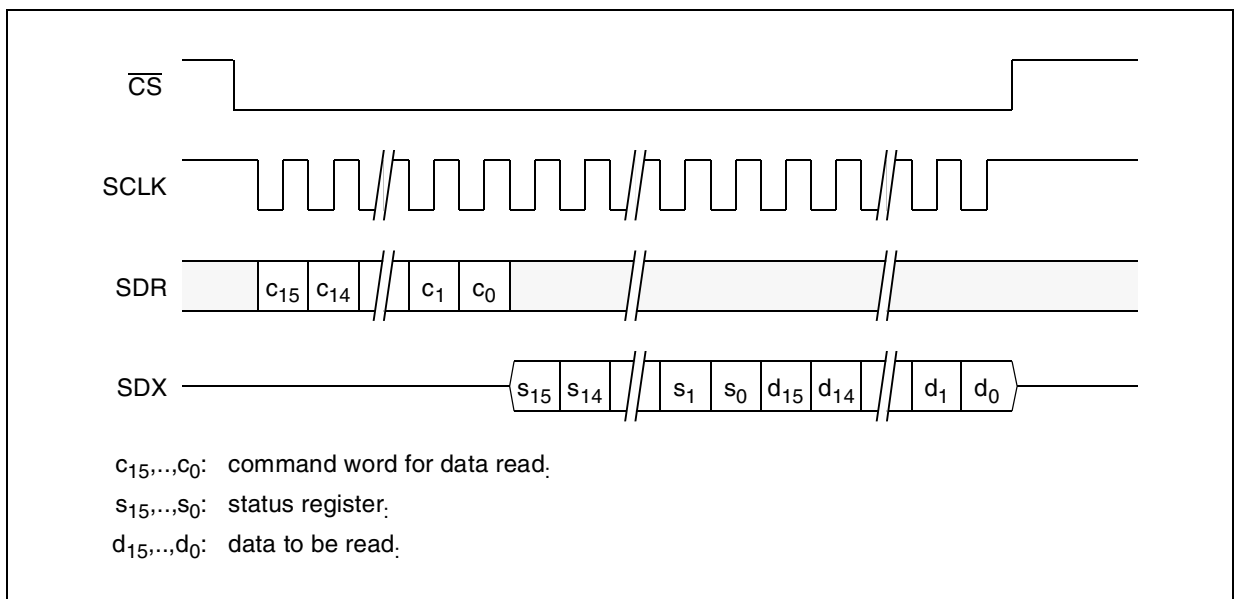 CS
SCLK
SDR c15 c14 c1 c0
SDX s15 s14 s1 s0 d15 d14 d1 d0
c15,..,c0: command word for data read:
s15,..,s0: status register:
d15,..,d0: data to be read: